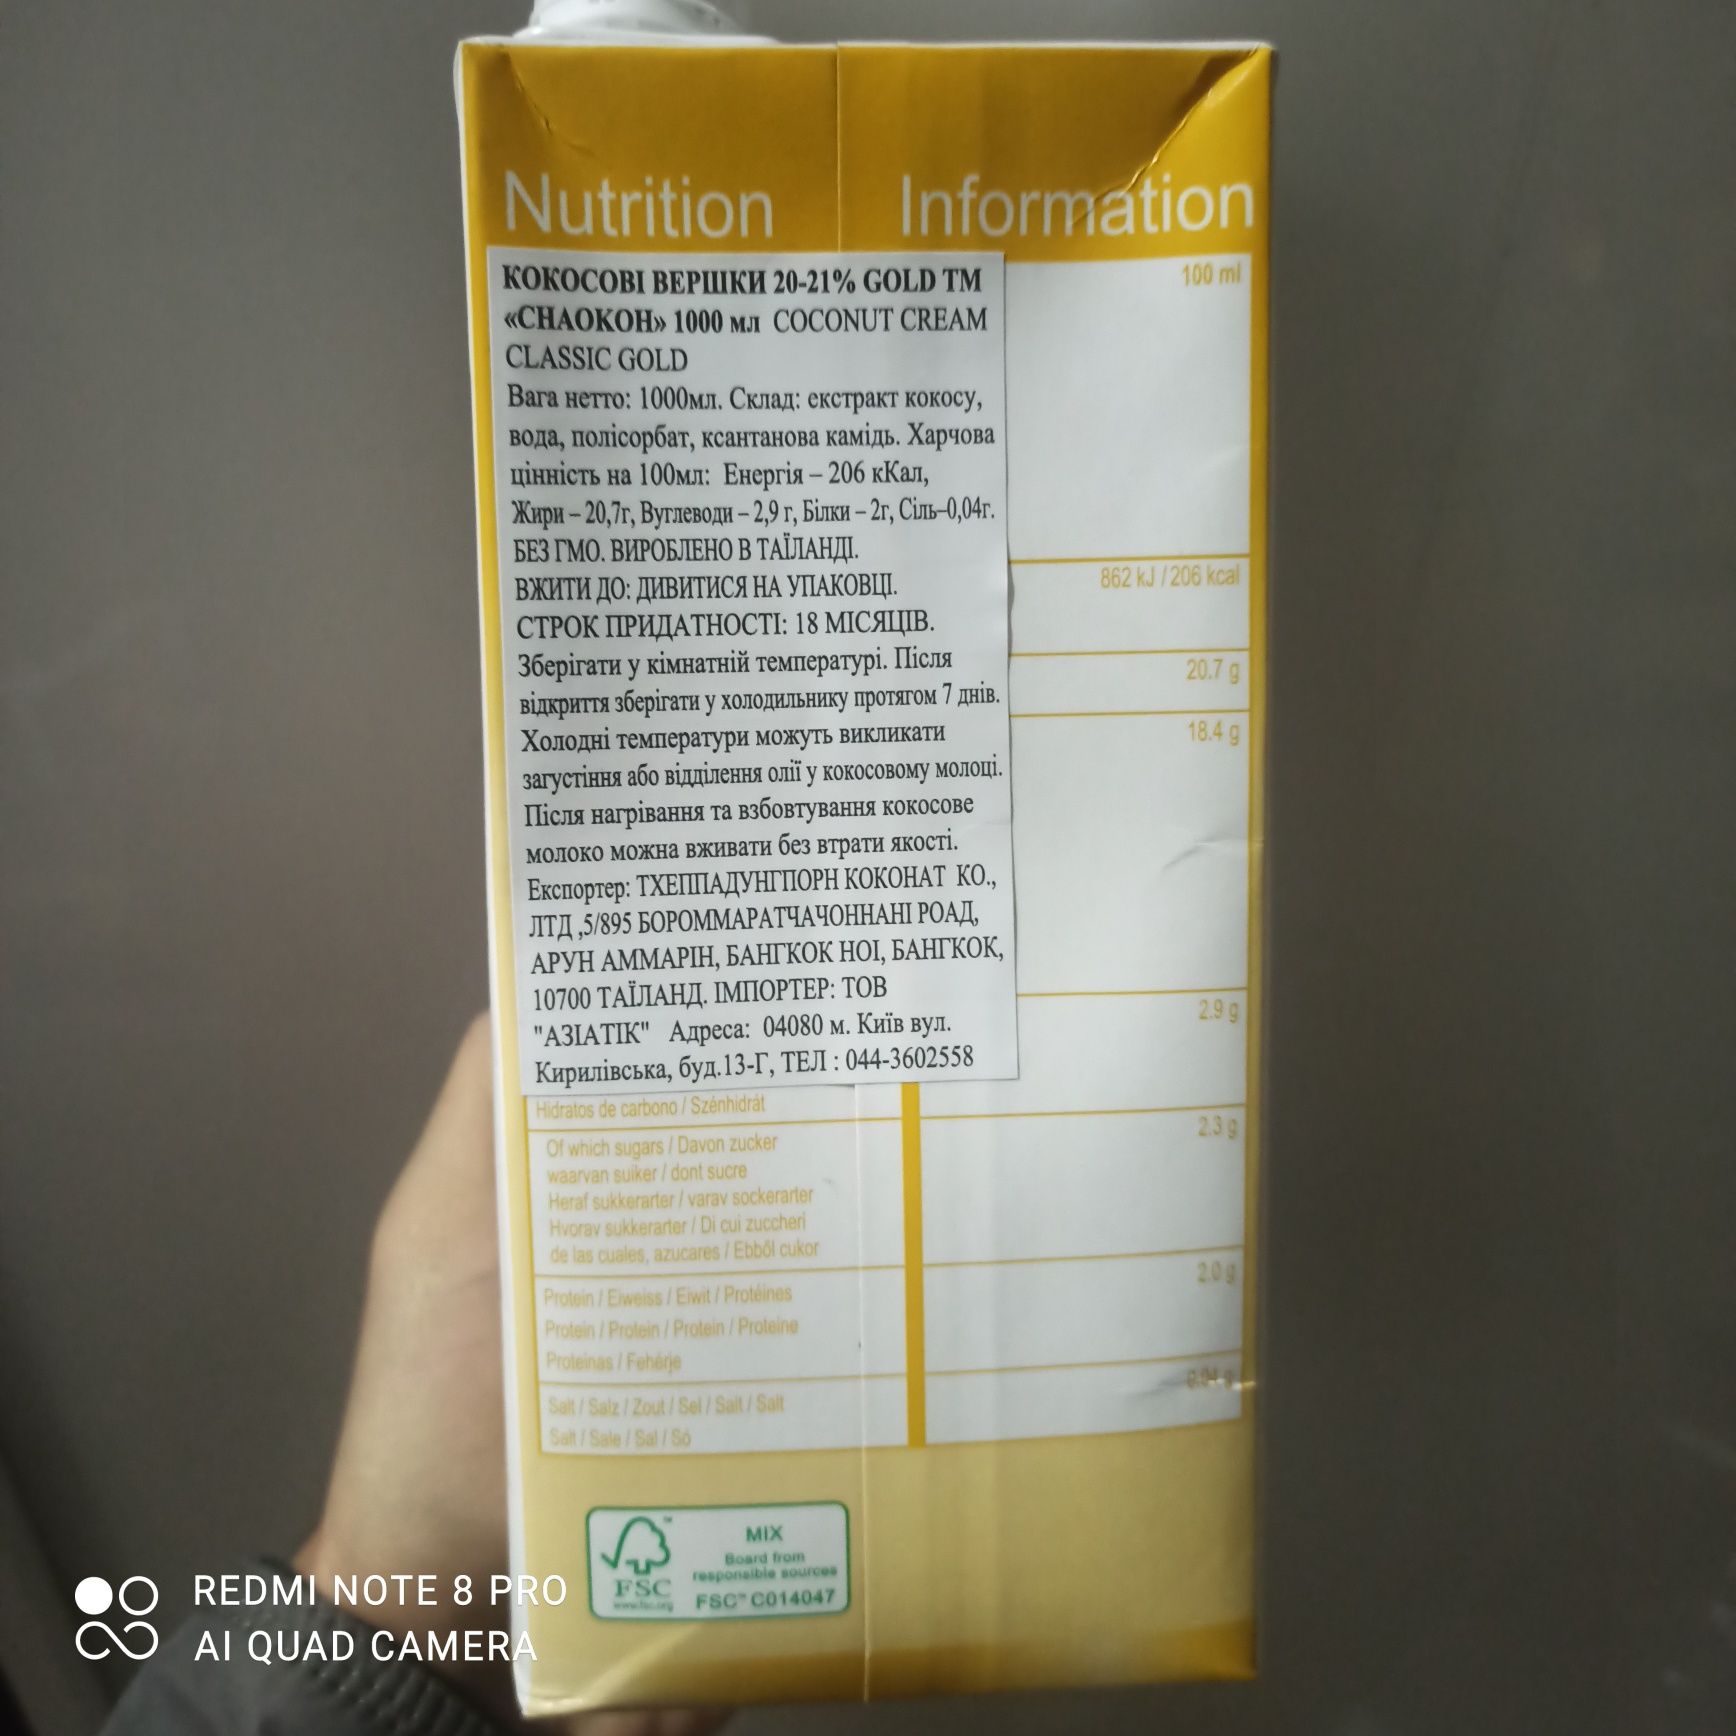 Nutrition Information
КОКОСОВІ ВЕРШКИ 20-21% GOLD ТМ
«CHAOKOH» 1000 мл COCONUT CREAM
CLASSIC GOLD
Вага нетто: 1000мл. Склад: екстракт кокосу,
вода, полісорбат, ксантанова камідь. Харчова
цінність на 100мл: Енергія – 206 кКал,
Жири – 20,7г, Вуглеводи – 2,9 г, Білки – 2г, Сіль–0,04г.
БЕЗ ГМО. ВИРОБЛЕНО В ТАЇЛАНДІ.
ВЖИТИ ДО: ДИВИТИСЯ НА УПАКОВЦІ.
СТРОК ПРИДАТНОСТІ: 18 МІСЯЦІВ.
Зберігати у кімнатній температурі. Після
відкриття зберігати у холодильнику протягом 7 днів.
Холодні температури можуть викликати
загустіння або відділення олії у кокосовому молоці.
Після нагрівання та взбовтування кокосове
молоко можна вживати без втрати якості.
Експортер: ТХЕППАДУНГПОРН КОКОНАТ КО.,
ЛТД ,5/895 БОРОММАРАТЧАЧОННАНІ РОАД,
АРУН АММАРІН, БАНГКОК НОІ, БАНГКОК,
10700 ТАЇЛАНД. ІМПОРТЕР: ТОВ
"АЗІАТІК" Адреса: 04080 м. Київ вул.
Кирилівська, буд.13-Г, ТЕЛ : 044-3602558
100 ml
862 kJ / 206 kcal
20.7 g
18.4 g
2.9 g
Hidratos de carbono / Szénhidrát
Of which sugars / Davon zucker
waarvan suiker / dont sucre
Heraf sukkerarter / varav sockerarter
Hvorav sukkerarter / Di cui zuccheri
de las cuales, azucares / Ebből cukor
2.3 g
Protein / Eiweiss / Eiwit / Protéines
Protein / Protein / Protein / Proteine
Proteinas / Fehérje
2.0 g
Salt / Salz / Zout / Sel / Salt / Salt
Salt / Sale / Sal / Só
0.04 g
FSC
www.fsc.org
MIX
Board from
responsible sources
FSC™ C014047
REDMI NOTE 8 PRO
AI QUAD CAMERA